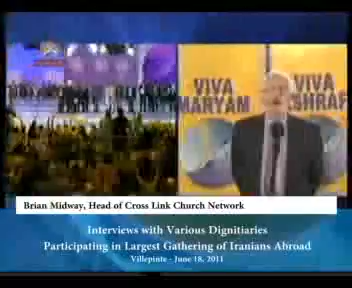 VIVA
MARYAM
VIVA
ASHRAF
Brian Midway, Head of Cross Link Church Network
Interviews with Various Dignitiaries
Participating in Largest Gathering of Iranians Abroad
Villepinte - June 18, 2011